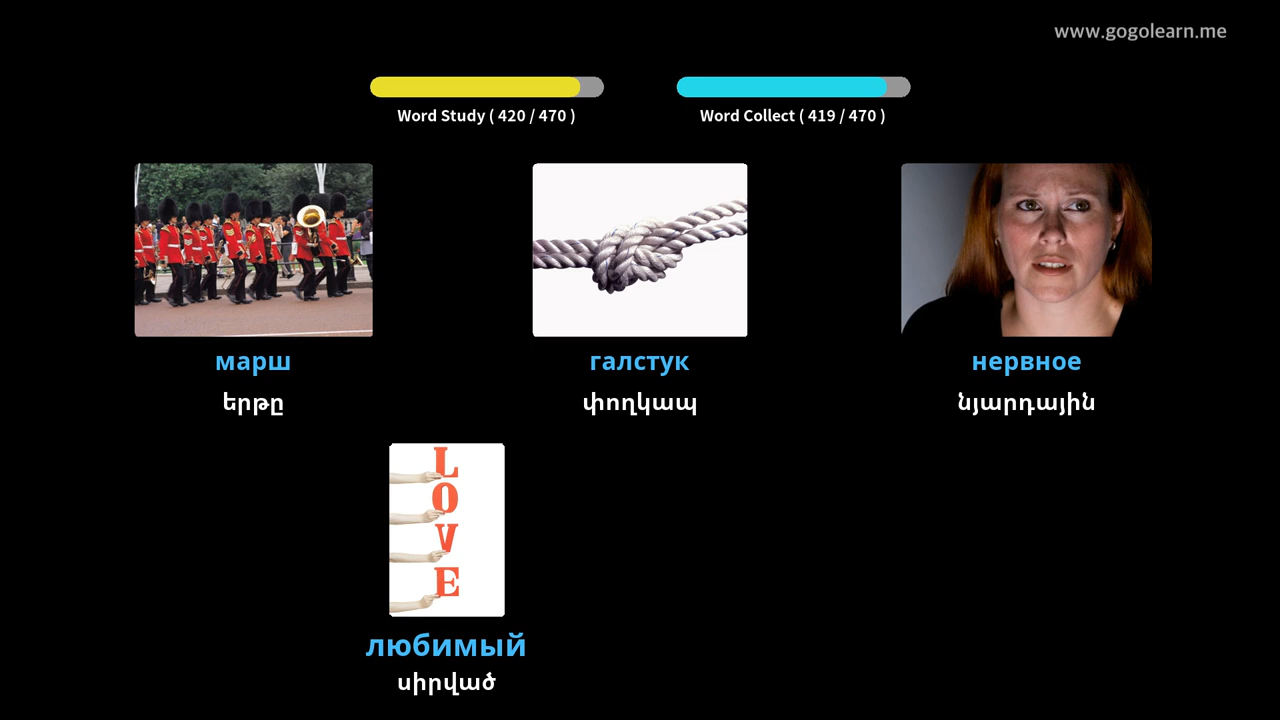 www.gogolearn.me
Word Study ( 420 / 470 )
Word Collect ( 419 / 470 )
марш
երթը
галстук
փողկապ
нервное
նյարդային
L
O
V
E
любимый
սիրված